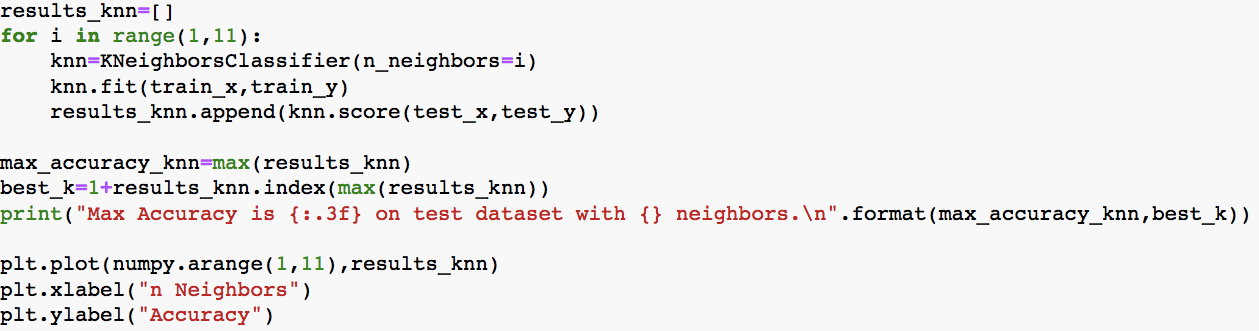 results_knn=[]
for i in range(1,11):
    knn=KNeighborsClassifier(n_neighbors=i)
    knn.fit(train_x,train_y)
    results_knn.append(knn.score(test_x,test_y))

max_accuracy_knn=max(results_knn)
best_k=1+results_knn.index(max(results_knn))
print("Max Accuracy is {:.3f} on test dataset with {} neighbors.\n".format(max_accuracy_knn,best_k))

plt.plot(numpy.arange(1,11),results_knn)
plt.xlabel("n Neighbors")
plt.ylabel("Accuracy")